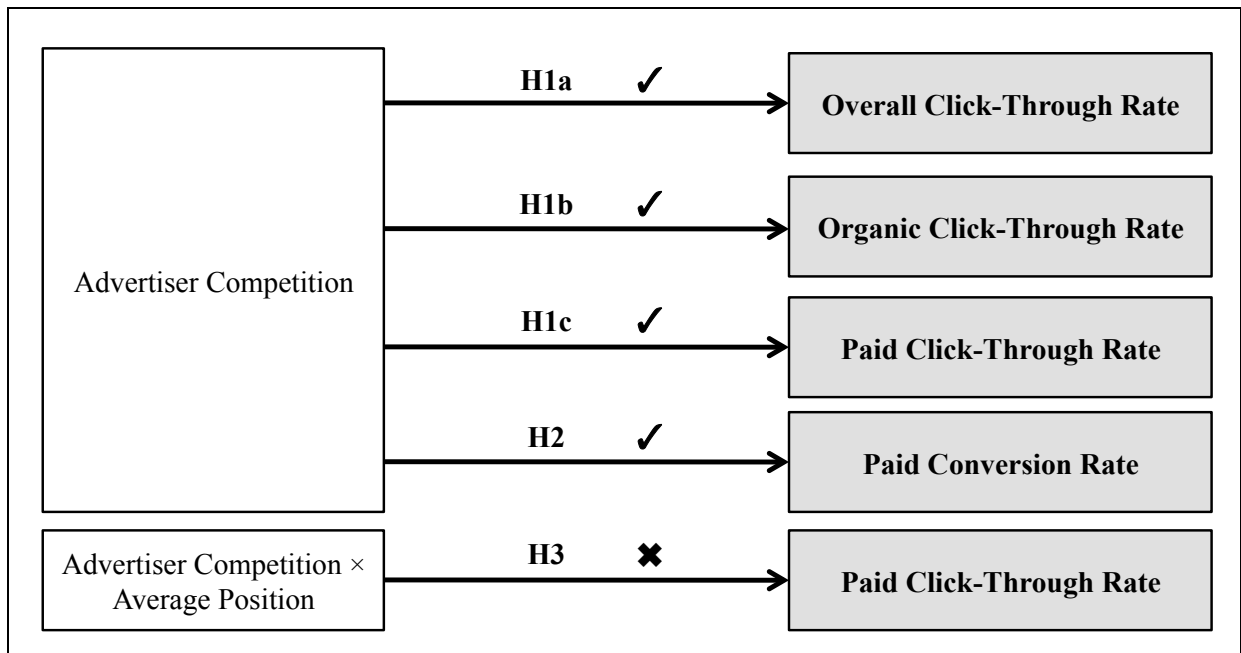 H1a ✓
Overall Click-Through Rate
H1b ✓
Organic Click-Through Rate
Advertiser Competition
H1c ✓
Paid Click-Through Rate
H2 ✓
Paid Conversion Rate
Advertiser Competition ×
Average Position
H3 ✖
Paid Click-Through Rate